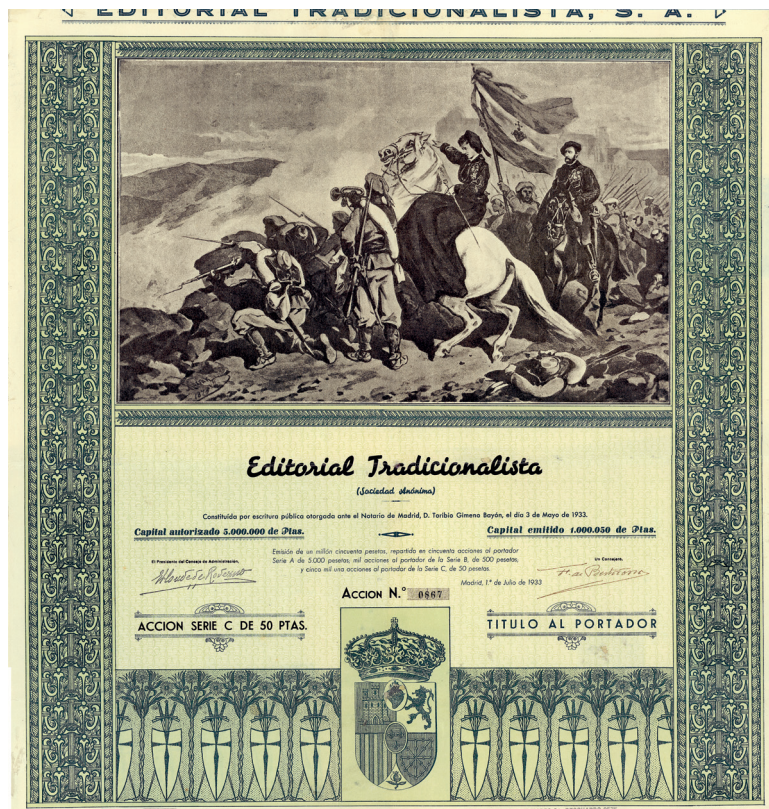 EDITORIAL TRADICIONALISTA, S. A.
Editorial Tradicionalista
(Sociedad Anónima)
Constituída por escritura pública otorgada ante el Notario de Madrid, D. Toribio Gimeno Bayón, el día 3 de Mayo de 1933.
Capital autorizado 5.000.000 de Ptas.
Capital emitido 1.000.050 de Ptas.
Emisión de un millón cincuenta pesetas, repartido en cincuenta acciones al portador
Serie A de 5.000 pesetas, mil acciones al portador de la Serie B, de 500 pesetas,
y cinco mil una acciones al portador de la Serie C, de 50 pesetas.
El Presidente del Consejo de Administración,
Un Consejero,
Madrid, 1.º de Julio de 1933
ACCION N.º 0867
ACCION SERIE C DE 50 PTAS.
TITULO AL PORTADOR